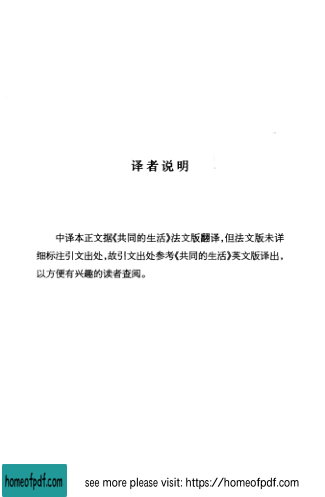 译者说明
中译本正文据《共同的生活》法文版翻译，但法文版未详
细标注引文出处，故引文出处参考《共同的生活》英文版译出，
以方便有兴趣的读者查阅。
homeofpdf.com
see more please visit: https://homeofpdf.com